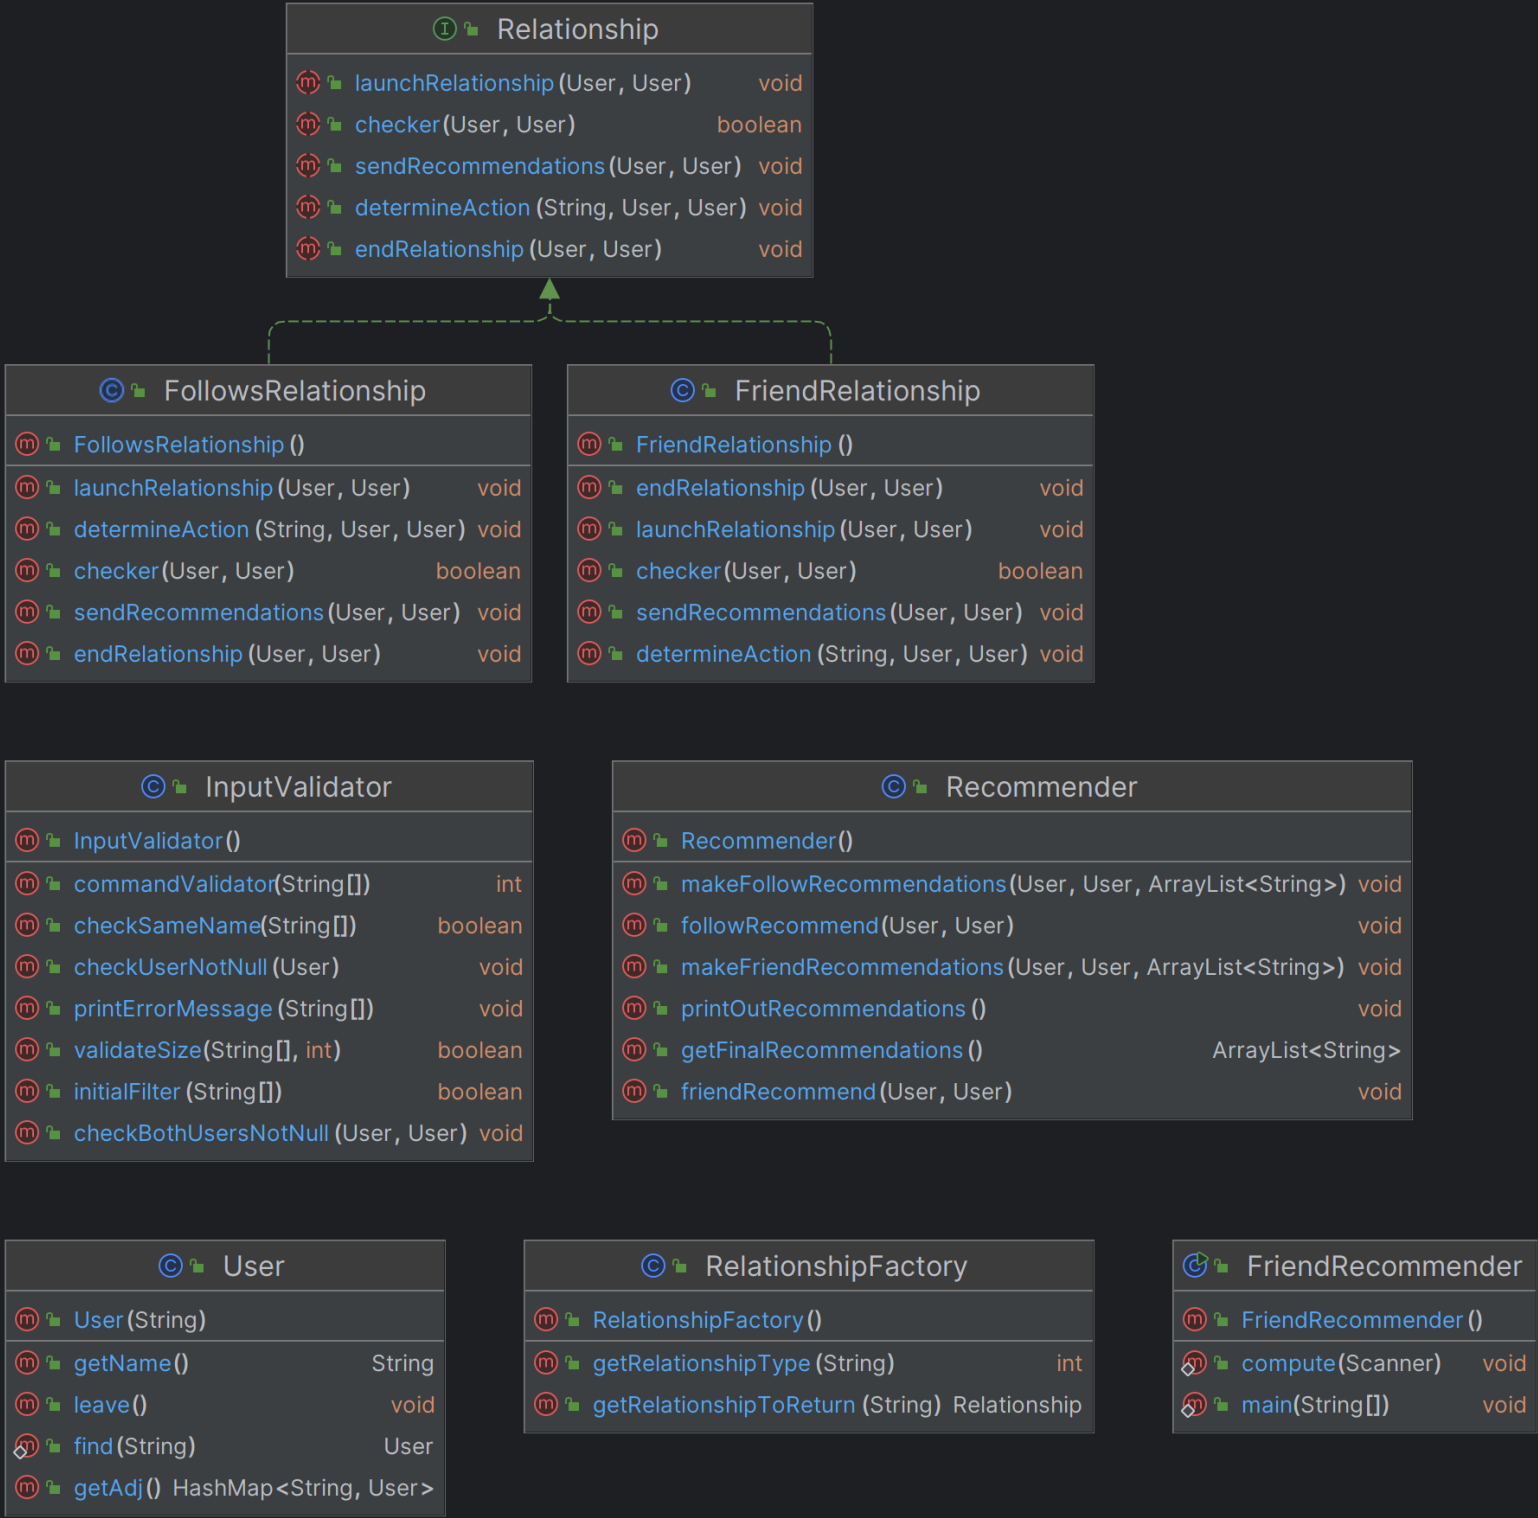 Relationship
launchRelationship(User, User) void
checker(User, User) boolean
sendRecommendations(User, User) void
determineAction(String, User, User) void
endRelationship(User, User) void
FollowsRelationship
FollowsRelationship()
launchRelationship(User, User) void
determineAction(String, User, User) void
checker(User, User) boolean
sendRecommendations(User, User) void
endRelationship(User, User) void
FriendRelationship
FriendRelationship()
endRelationship(User, User) void
launchRelationship(User, User) void
checker(User, User) boolean
sendRecommendations(User, User) void
determineAction(String, User, User) void
InputValidator
InputValidator()
commandValidator(String[]) int
checkSameName(String[]) boolean
checkUserNotNull(User) void
printErrorMessage(String[]) void
validateSize(String[], int) boolean
initialFilter(String[]) boolean
checkBothUsersNotNull(User, User) void
Recommender
Recommender()
makeFollowRecommendations(User, User, ArrayList<String>) void
followRecommend(User, User) void
makeFriendRecommendations(User, User, ArrayList<String>) void
printOutRecommendations() void
getFinalRecommendations() ArrayList<String>
friendRecommend(User, User) void
User
User(String)
getName() String
leave() void
find(String) User
getAdj() HashMap<String, User>
RelationshipFactory
RelationshipFactory()
getRelationshipType(String) int
getRelationshipToReturn(String) Relationship
FriendRecommender
FriendRecommender()
compute(Scanner) void
main(String[]) void